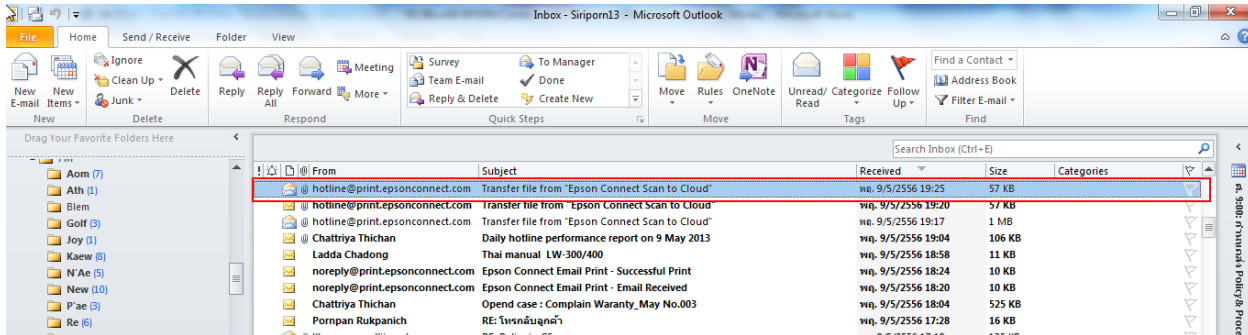 Inbox - Siriporn13 - Microsoft Outlook
File Home Send / Receive Folder View
Ignore Survey To Manager Find a Contact
Meeting
Clean Up Team E-mail Done Address Book
New E-mail New Items Junk Delete Reply Reply All Forward More Reply & Delete Create New Move Rules OneNote Unread/ Read Categorize Follow Up Filter E-mail
New Delete Respond Quick Steps Move Tags Find
Drag Your Favorite Folders Here
Search Inbox (Ctrl+E)
Aom (7)
Ath (1)
Blem
Golf (3)
Joy (1)
Kaew (8)
N'Ae (5)
New (10)
P'ae (3)
Re (6)
From Subject Received Size Categories
hotline@print.epsonconnect.com Transfer file from "Epson Connect Scan to Cloud" พฤ. 9/5/2556 19:25 57 KB
hotline@print.epsonconnect.com Transfer file from "Epson Connect Scan to Cloud" พฤ. 9/5/2556 19:20 57 KB
hotline@print.epsonconnect.com Transfer file from "Epson Connect Scan to Cloud" พฤ. 9/5/2556 19:17 1 MB
Chattriya Thichan Daily hotline performance report on 9 May 2013 พฤ. 9/5/2556 19:04 106 KB
Ladda Chadong Thai manual LW-300/400 พฤ. 9/5/2556 18:58 11 KB
noreply@print.epsonconnect.com Epson Connect Email Print - Successful Print พฤ. 9/5/2556 18:24 10 KB
noreply@print.epsonconnect.com Epson Connect Email Print - Email Received พฤ. 9/5/2556 18:20 10 KB
Chattriya Thichan Opend case : Complain Waranty_May No.003 พฤ. 9/5/2556 18:04 525 KB
Pornpan Rukpanich RE: โทรกลับลูกค้า พฤ. 9/5/2556 17:28 16 KB
Policy & Proce